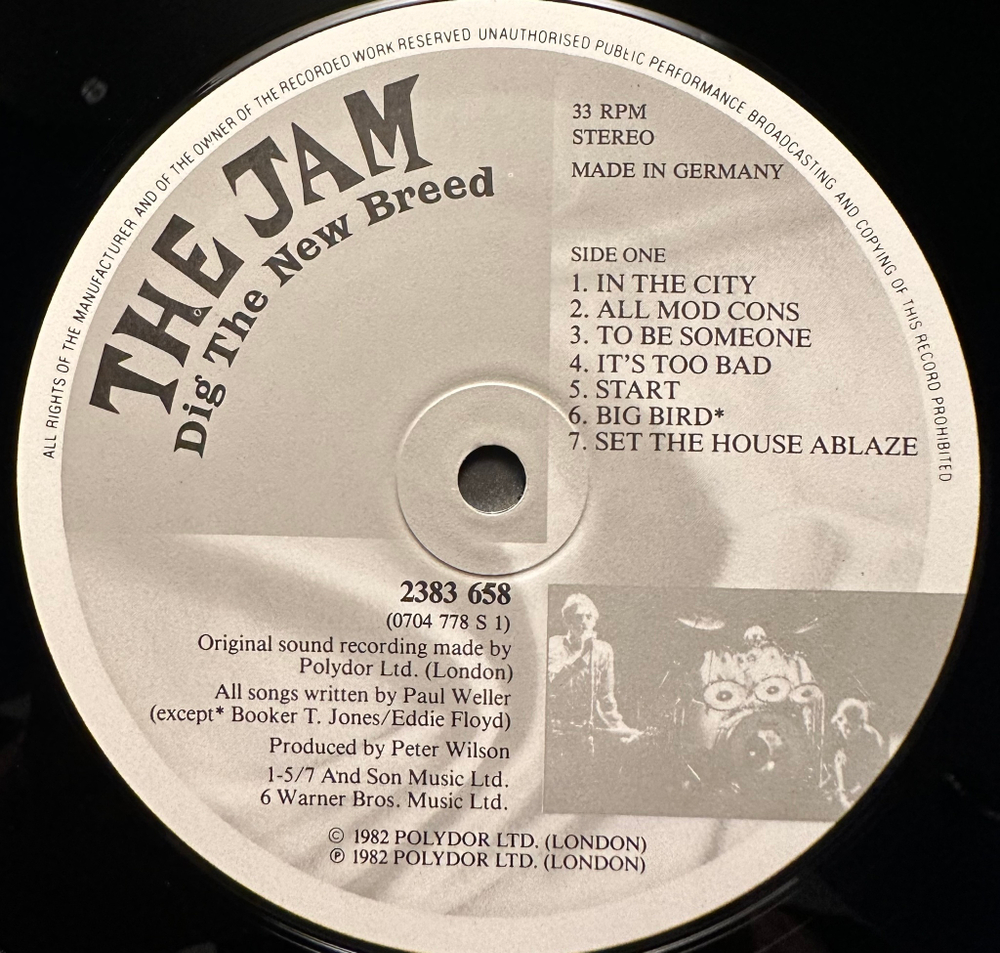 ALL RIGHTS OF THE MANUFACTURER AND OF THE OWNER OF THE RECORDED WORK RESERVED UNAUTHORISED PUBLIC PERFORMANCE BROADCASTING AND COPYING OF THIS RECORD PROHIBITED
THE JAM
Dig The New Breed
33 RPM
STEREO
MADE IN GERMANY
SIDE ONE
1. IN THE CITY
2. ALL MOD CONS
3. TO BE SOMEONE
4. IT'S TOO BAD
5. START
6. BIG BIRD*
7. SET THE HOUSE ABLAZE
2383 658
(0704 778 S 1)
Original sound recording made by
Polydor Ltd. (London)
All songs written by Paul Weller
(except* Booker T. Jones/Eddie Floyd)
Produced by Peter Wilson
1-5/7 And Son Music Ltd.
6 Warner Bros. Music Ltd.
© 1982 POLYDOR LTD. (LONDON)
℗ 1982 POLYDOR LTD. (LONDON)